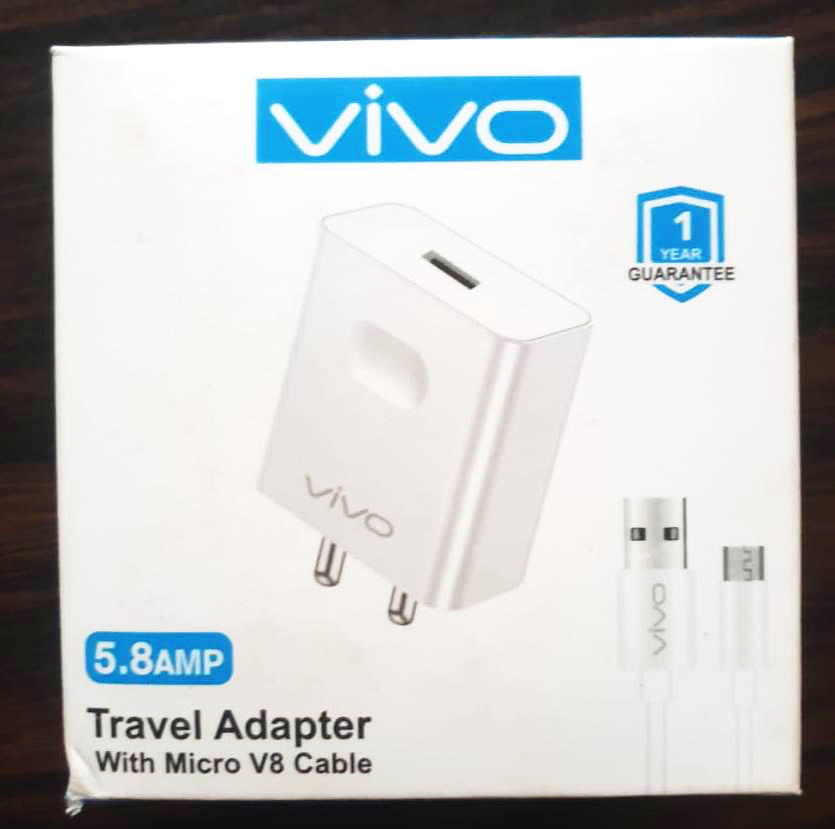 vivo
1
YEAR
GUARANTEE
vivo
vivo
5.8AMP
Travel Adapter
With Micro V8 Cable